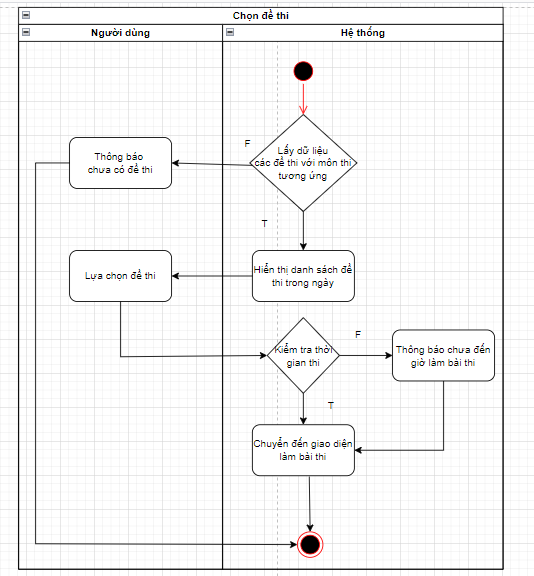 Chọn đề thi
Người dùng
Hệ thống
Lấy dữ liệu
các đề thi với môn thi
tương ứng
F
Thông báo
chưa có đề thi
T
Hiển thị danh sách đề
thi trong ngày
Lựa chọn đề thi
Kiểm tra thời
gian thi
F
Thông báo chưa đến
giờ làm bài thi
T
Chuyển đến giao diện
làm bài thi